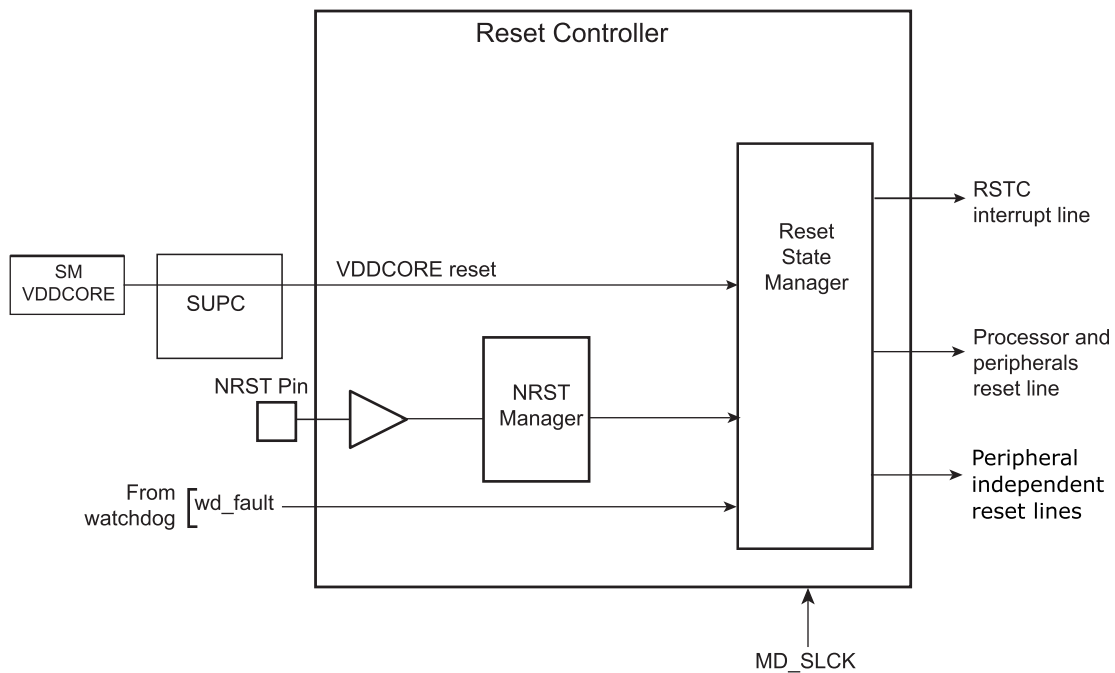 Reset Controller
RSTC
interrupt line
Reset
State
Manager
SM
VDDCORE
SUPC
VDDCORE reset
Processor and
peripherals
reset line
NRST Pin
NRST
Manager
Peripheral
independent
reset lines
From
watchdog
wd_fault
MD_SLCK